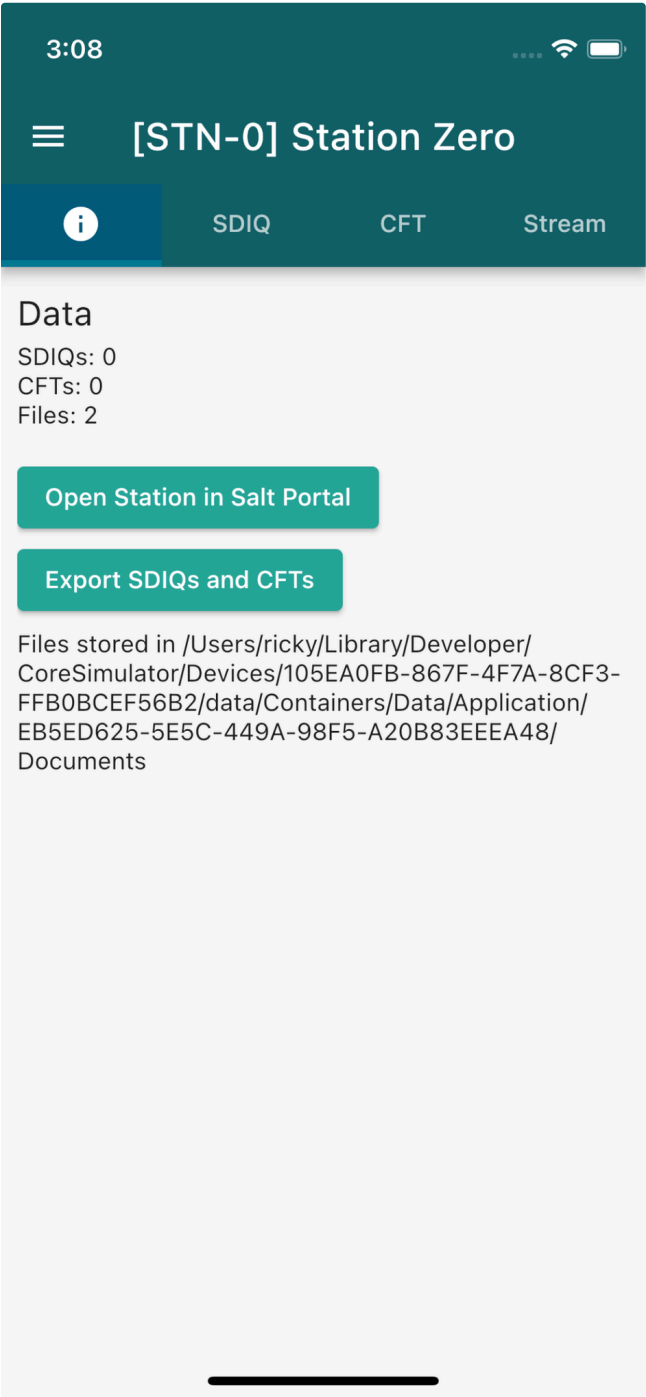 3:08
[STN-0] Station Zero
SDIQ CFT Stream
Data
SDIQs: 0
CFTs: 0
Files: 2
Open Station in Salt Portal
Export SDIQs and CFTs
Files stored in /Users/ricky/Library/Developer/
CoreSimulator/Devices/105EA0FB-867F-4F7A-8CF3-
FFB0BCEF56B2/data/Containers/Data/Application/
EB5ED625-5E5C-449A-98F5-A20B83EEEA48/
Documents